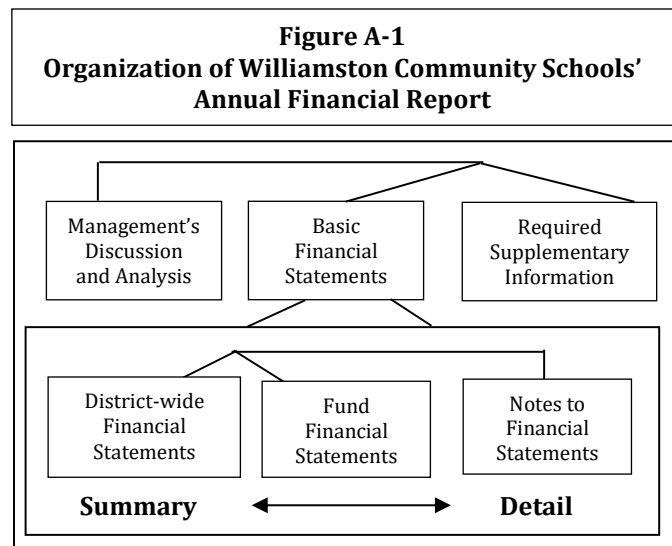 Figure A-1
Organization of Williamston Community Schools’
Annual Financial Report
Management’s
Discussion
and Analysis
Basic
Financial
Statements
Required
Supplementary
Information
District-wide
Financial
Statements
Fund
Financial
Statements
Notes to
Financial
Statements
Summary
Detail